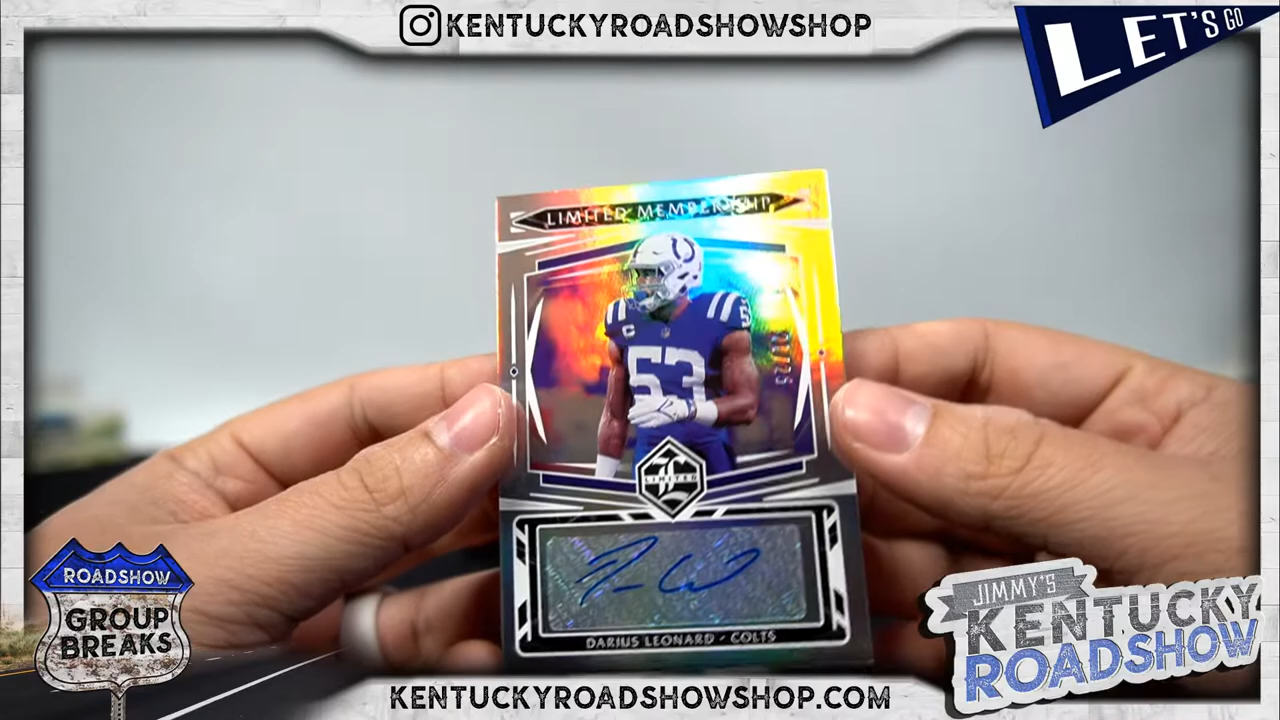 KENTUCKYROADSHOWSHOP
LET'S GO
LIMITED MEMBERSHIP
53
C
LIMITED
DARIUS LEONARD - COLTS
ROADSHOW
GROUP
BREAKS
JIMMY'S
KENTUCKY
ROADSHOW
KENTUCKYROADSHOWSHOP.COM